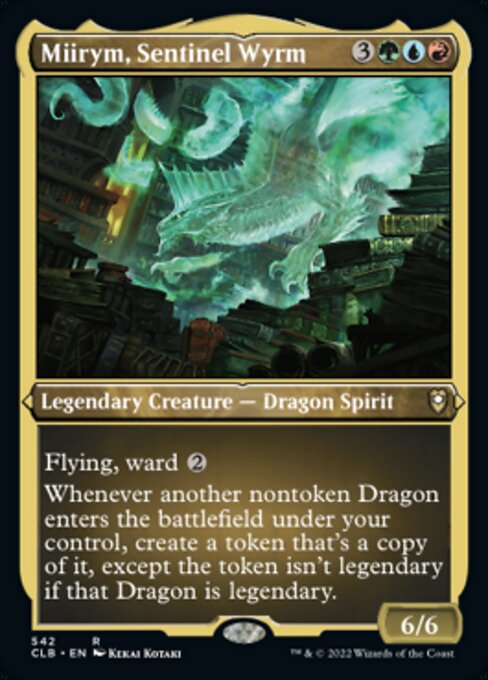 Miirym, Sentinel Wyrm 3
Legendary Creature — Dragon Spirit
Flying, ward 2
Whenever another nontoken Dragon
enters the battlefield under your
control, create a token that's a copy
of it, except the token isn't legendary
if that Dragon is legendary.
6/6
542 R
CLB • EN Kekai Kotaki
™ & © 2022 Wizards of the Coast